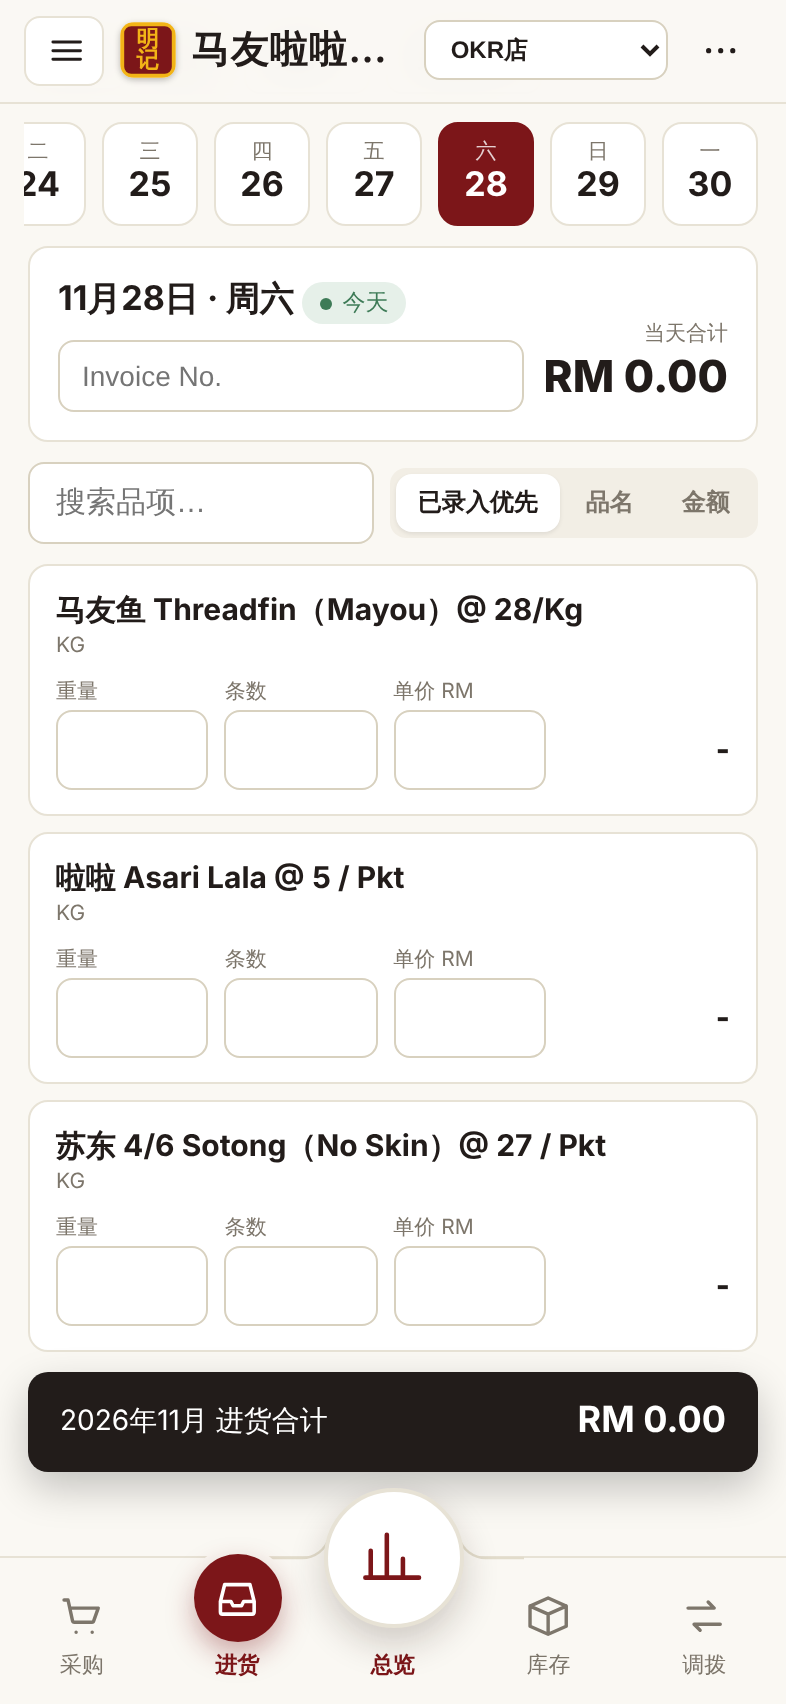 明记
马友啦啦...
OKR店
二 三 四 五 六 日 一
24 25 26 27 28 29 30
11月28日 · 周六
今天
当天合计
Invoice No.
RM 0.00
搜索品项...
已录入优先
品名
金额
马友鱼 Threadfin（Mayou）@ 28/Kg
KG
重量 条数 单价 RM
-
啦啦 Asari Lala @ 5 / Pkt
KG
重量 条数 单价 RM
-
苏东 4/6 Sotong（No Skin）@ 27 / Pkt
KG
重量 条数 单价 RM
-
2026年11月 进货合计 RM 0.00
采购 进货 总览 库存 调拨